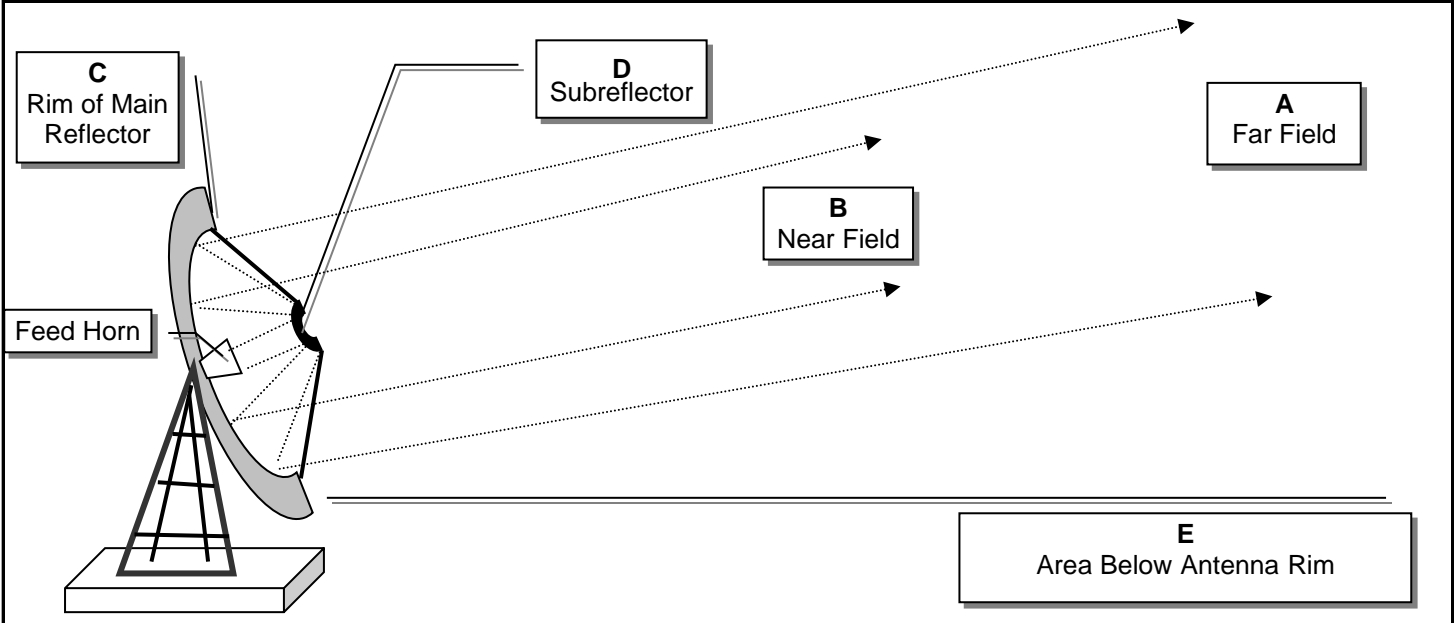 C
Rim of Main
Reflector
D
Subreflector
A
Far Field
B
Near Field
Feed Horn
E
Area Below Antenna Rim